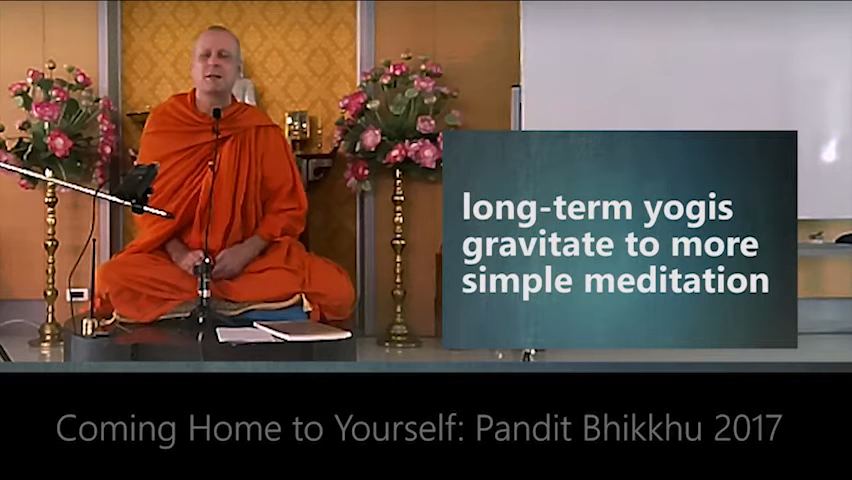 long-term yogis
gravitate to more
simple meditation
Coming Home to Yourself: Pandit Bhikkhu 2017